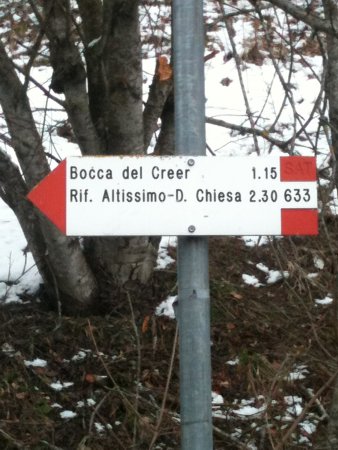 Bocca del Creer 1.15 SAT
Rif. Altissimo-D. Chiesa 2.30 633